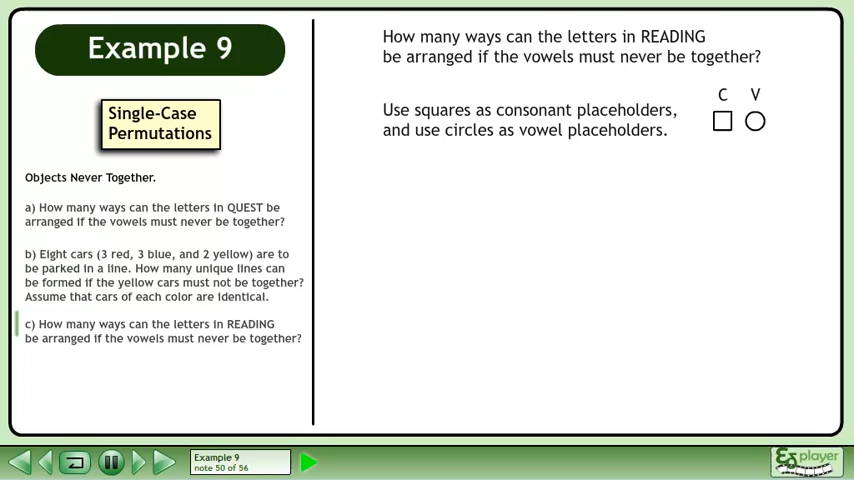 Example 9
Single-Case
Permutations
Objects Never Together.
a) How many ways can the letters in QUEST be
arranged if the vowels must never be together?
b) Eight cars (3 red, 3 blue, and 2 yellow) are to
be parked in a line. How many unique lines can
be formed if the yellow cars must not be together?
Assume that cars of each color are identical.
c) How many ways can the letters in READING
be arranged if the vowels must never be together?
How many ways can the letters in READING
be arranged if the vowels must never be together?
C V
Use squares as consonant placeholders,
and use circles as vowel placeholders.
Example 9
note 50 of 56
player